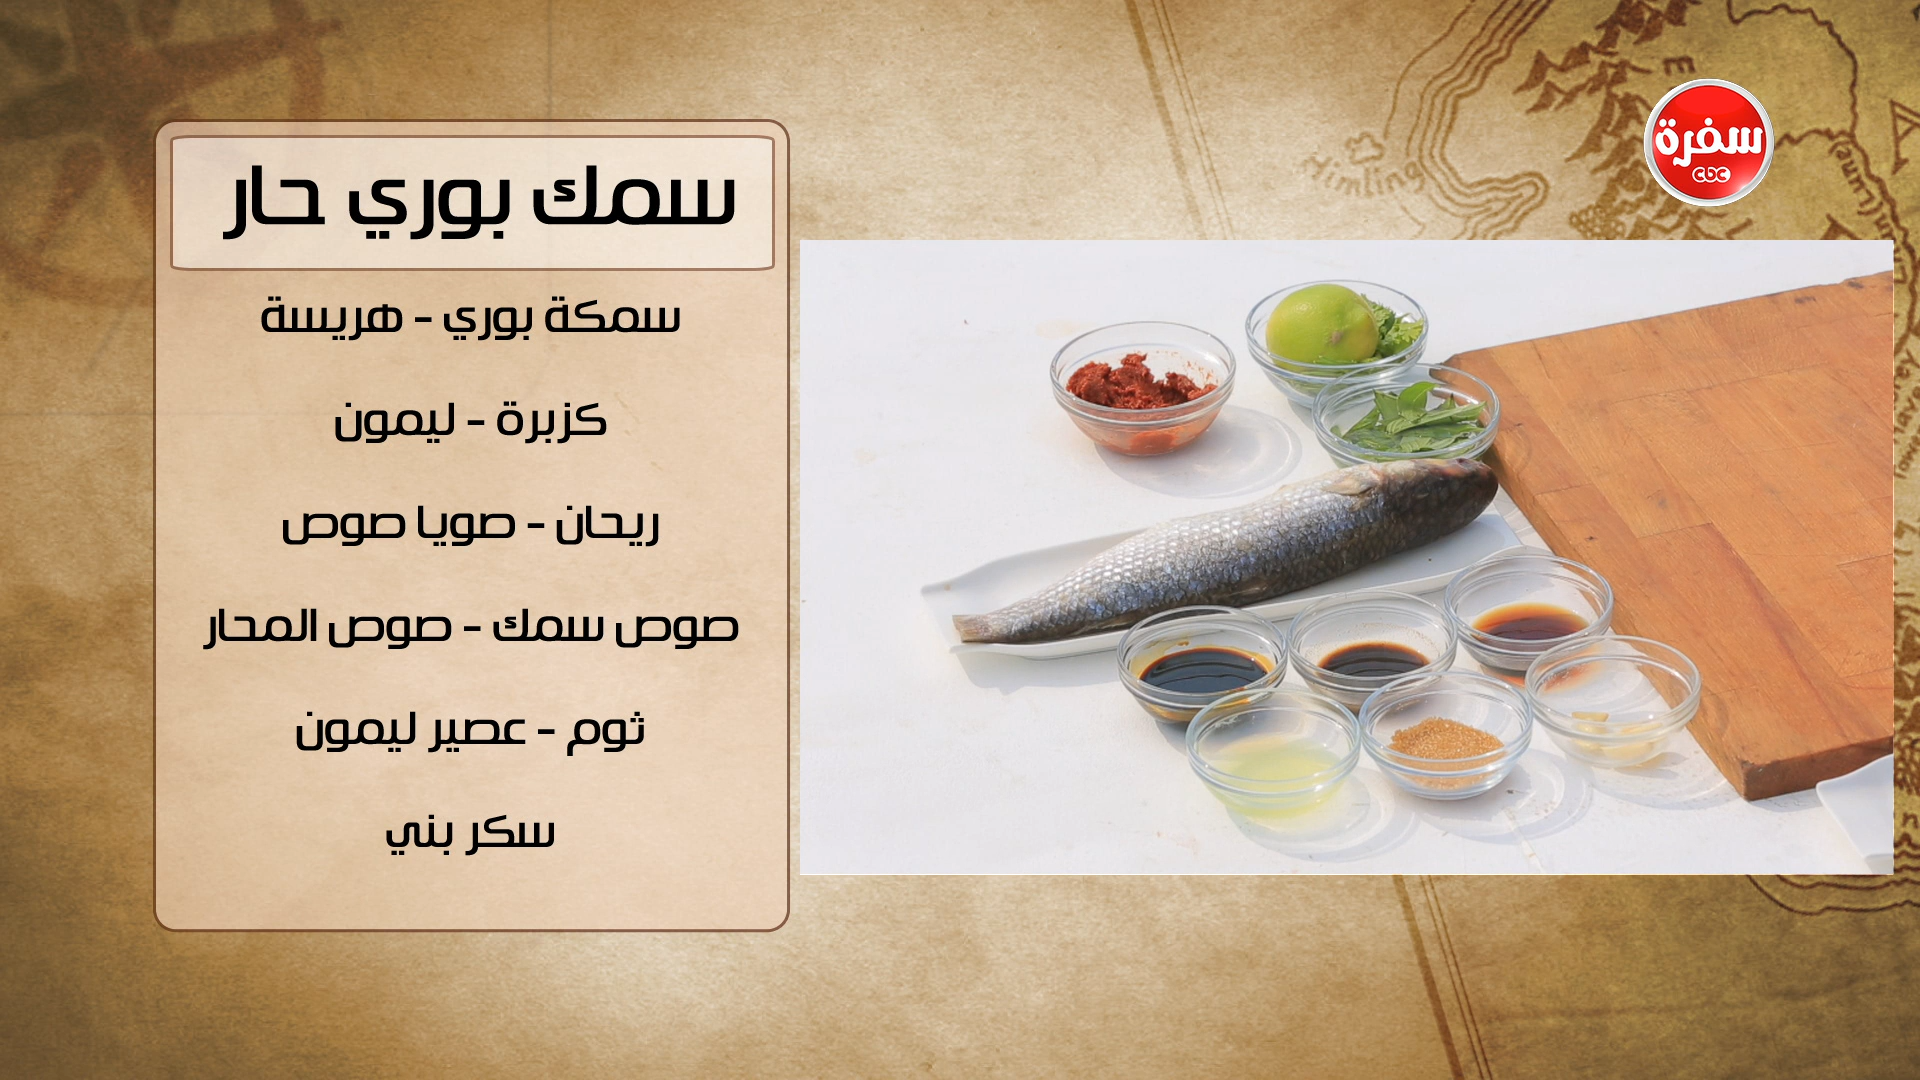 سمك بوري حار
سمكة بوري - هريسة
كزبرة - ليمون
ريحان - صويا صوص
صوص سمك - صوص المحار
ثوم - عصير ليمون
سكر بني
سفرة
cbc